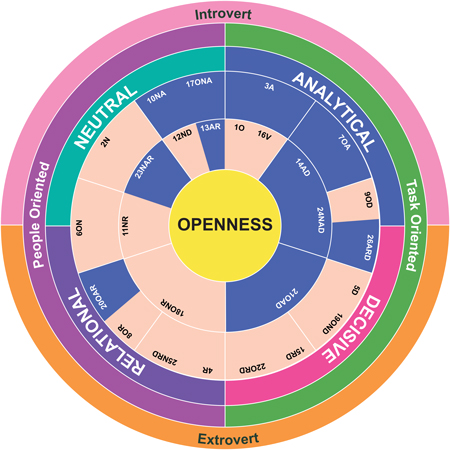 Introvert
17ONA
10NA
3A
ANALYTICAL
NEUTRAL
13AR
12ND
1O
16V
7OA
2N
23NAR
14AD
9OD
People Oriented
Task Oriented
OPENNESS
6ON
11NR
24NAD
26ARD
20OAR
18ONR
21OAD
5D
19OND
8OR
25NRD
4R
22ORD
15RD
RELATIONAL
DECISIVE
Extrovert